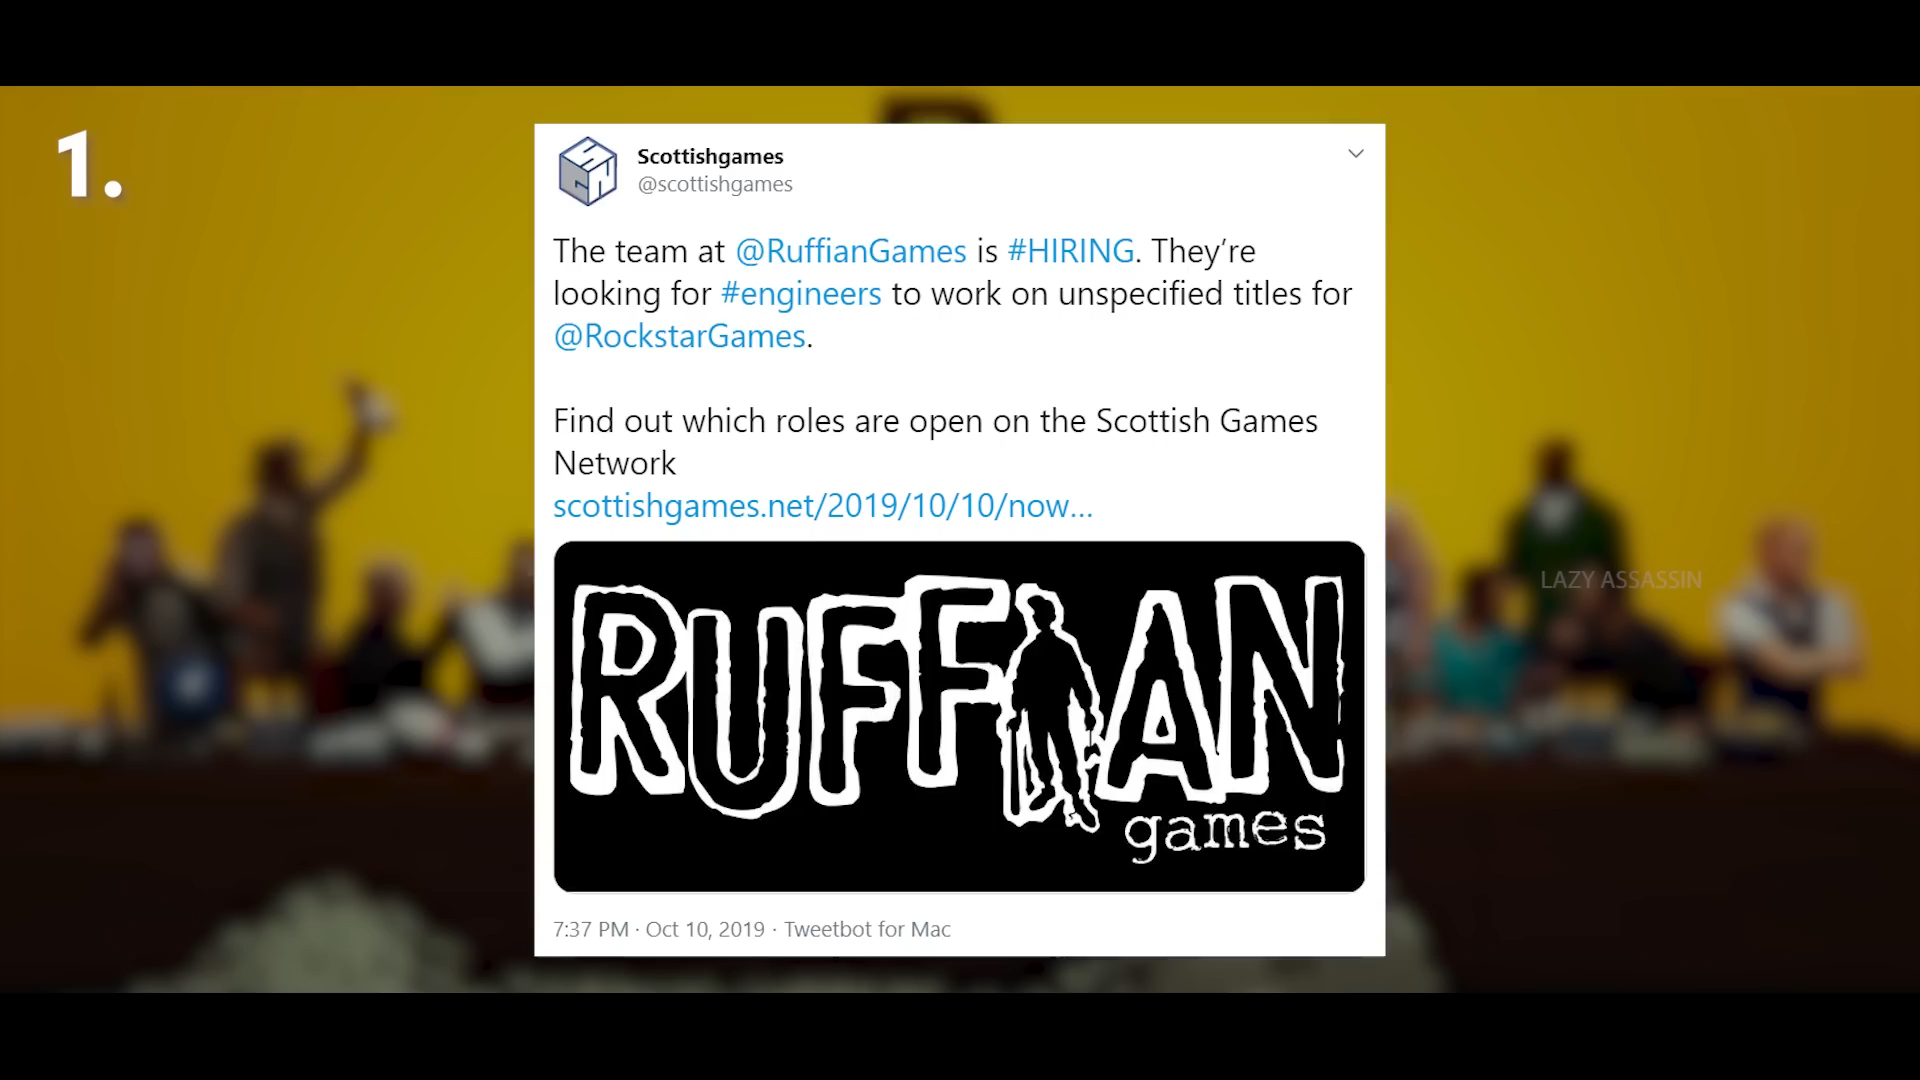 1.
Scottishgames
@scottishgames
The team at @RuffianGames is #HIRING. They’re
looking for #engineers to work on unspecified titles for
@RockstarGames.
Find out which roles are open on the Scottish Games
Network
scottishgames.net/2019/10/10/now…
RUFFIAN
games
7:37 PM · Oct 10, 2019 · Tweetbot for Mac
LAZY ASSASSIN